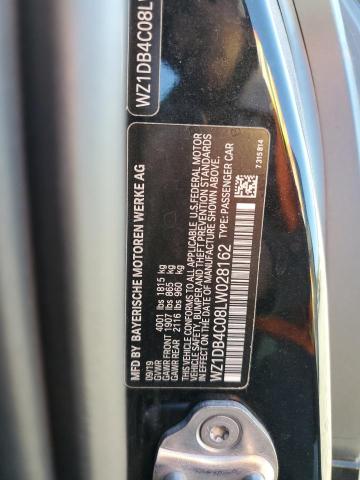 WZ1DB4C08L
MFD BY BAYERISCHE MOTOREN WERKE AG
09/19
GVWR 4001 lbs 1815 kg
GAWR FRONT 1907 lbs 865 kg
GAWR REAR 2116 lbs 960 kg
THIS VEHICLE CONFORMS TO ALL APPLICABLE U.S.FEDERAL MOTOR
VEHICLE SAFETY, BUMPER AND THEFT PREVENTION STANDARDS
IN EFFECT ON THE DATE OF MANUFACTURE SHOWN ABOVE.
WZ1DB4C08LW028162 TYPE: PASSENGER CAR
7 315 814